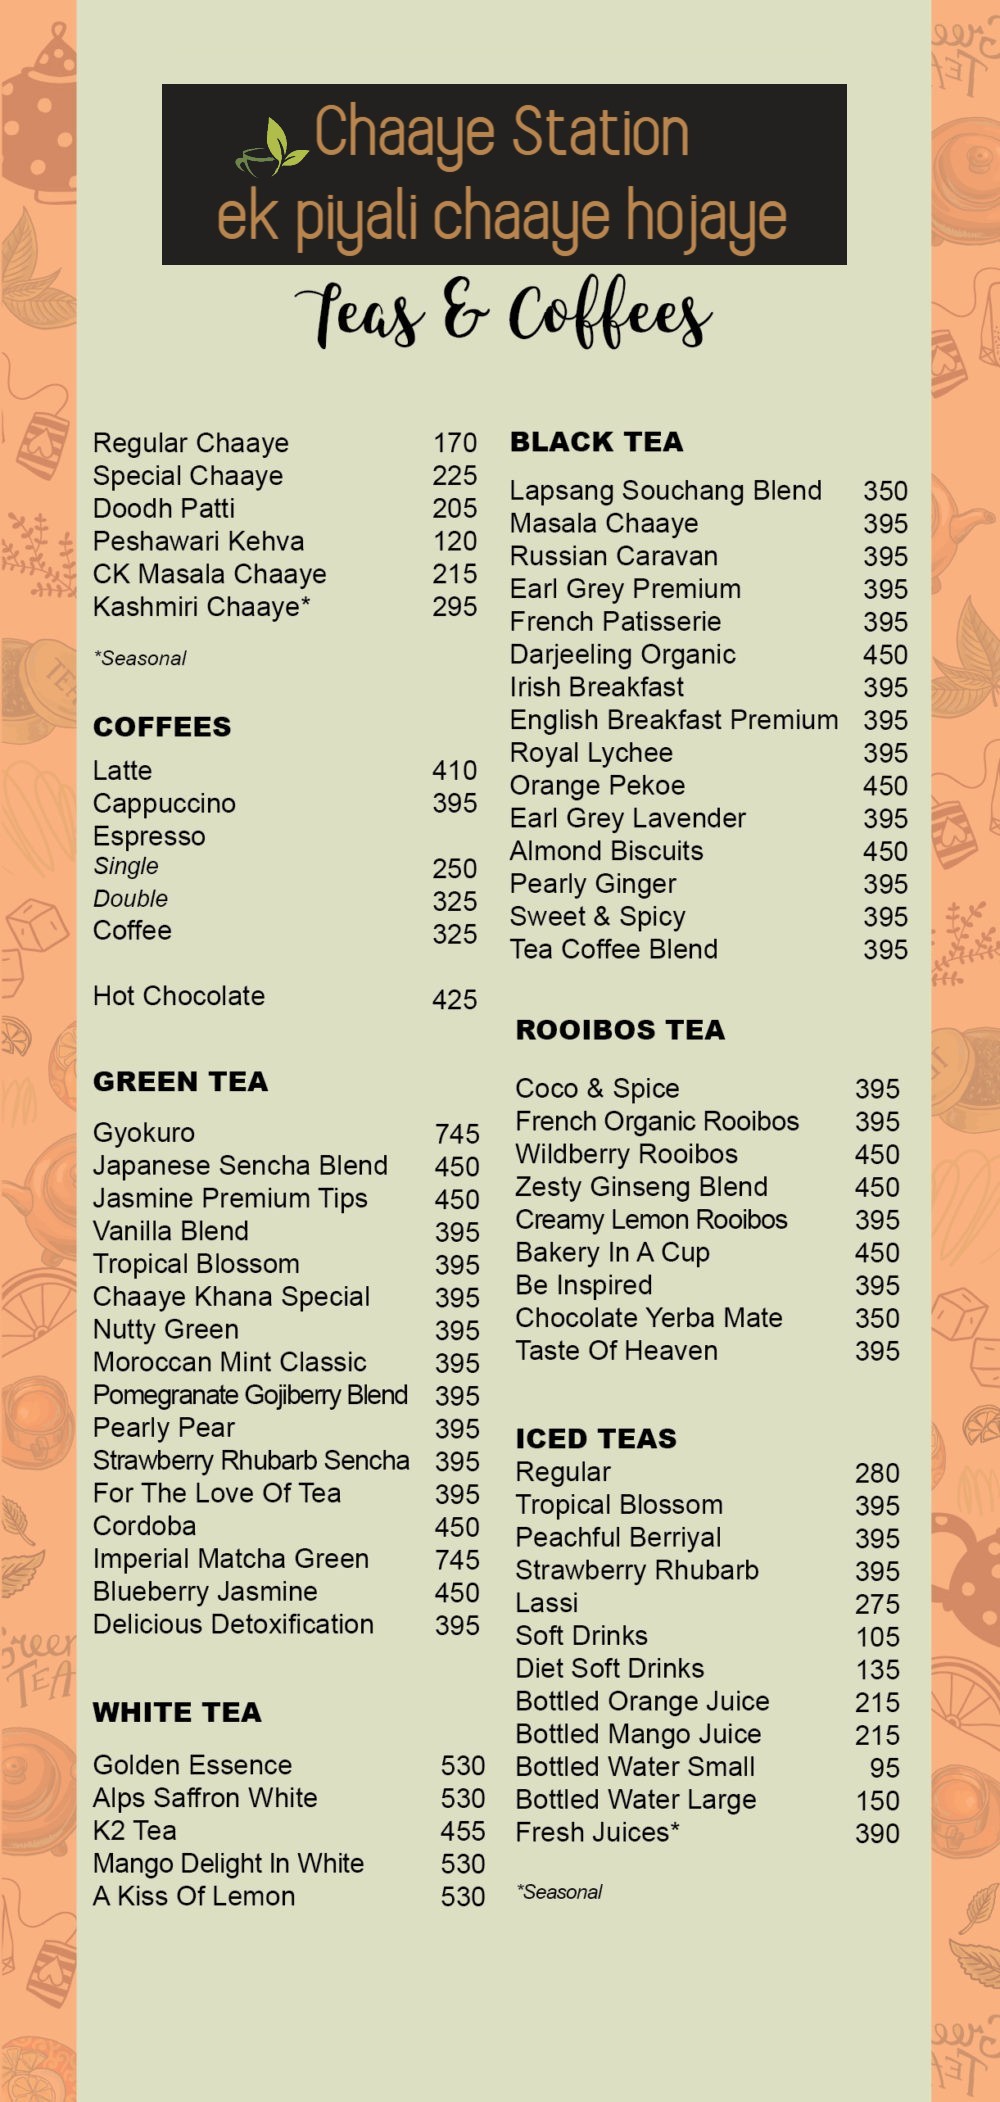 Chaaye Station
ek piyali chaaye hojaye
Teas & Coffees
Regular Chaaye 170
Special Chaaye 225
Doodh Patti 205
Peshawari Kehva 120
CK Masala Chaaye 215
Kashmiri Chaaye* 295
*Seasonal
COFFEES
Latte 410
Cappuccino 395
Espresso
Single 250
Double 325
Coffee 325
Hot Chocolate 425
GREEN TEA
Gyokuro 745
Japanese Sencha Blend 450
Jasmine Premium Tips 450
Vanilla Blend 395
Tropical Blossom 395
Chaaye Khana Special 395
Nutty Green 395
Moroccan Mint Classic 395
Pomegranate Gojiberry Blend 395
Pearly Pear 395
Strawberry Rhubarb Sencha 395
For The Love Of Tea 395
Cordoba 450
Imperial Matcha Green 745
Blueberry Jasmine 450
Delicious Detoxification 395
WHITE TEA
Golden Essence 530
Alps Saffron White 530
K2 Tea 455
Mango Delight In White 530
A Kiss Of Lemon 530
BLACK TEA
Lapsang Souchang Blend 350
Masala Chaaye 395
Russian Caravan 395
Earl Grey Premium 395
French Patisserie 395
Darjeeling Organic 450
Irish Breakfast 395
English Breakfast Premium 395
Royal Lychee 395
Orange Pekoe 450
Earl Grey Lavender 395
Almond Biscuits 450
Pearly Ginger 395
Sweet & Spicy 395
Tea Coffee Blend 395
ROOIBOS TEA
Coco & Spice 395
French Organic Rooibos 395
Wildberry Rooibos 450
Zesty Ginseng Blend 450
Creamy Lemon Rooibos 395
Bakery In A Cup 450
Be Inspired 395
Chocolate Yerba Mate 350
Taste Of Heaven 395
ICED TEAS
Regular 280
Tropical Blossom 395
Peachful Berriyal 395
Strawberry Rhubarb 395
Lassi 275
Soft Drinks 105
Diet Soft Drinks 135
Bottled Orange Juice 215
Bottled Mango Juice 215
Bottled Water Small 95
Bottled Water Large 150
Fresh Juices* 390
*Seasonal
TEA
Green
TEA